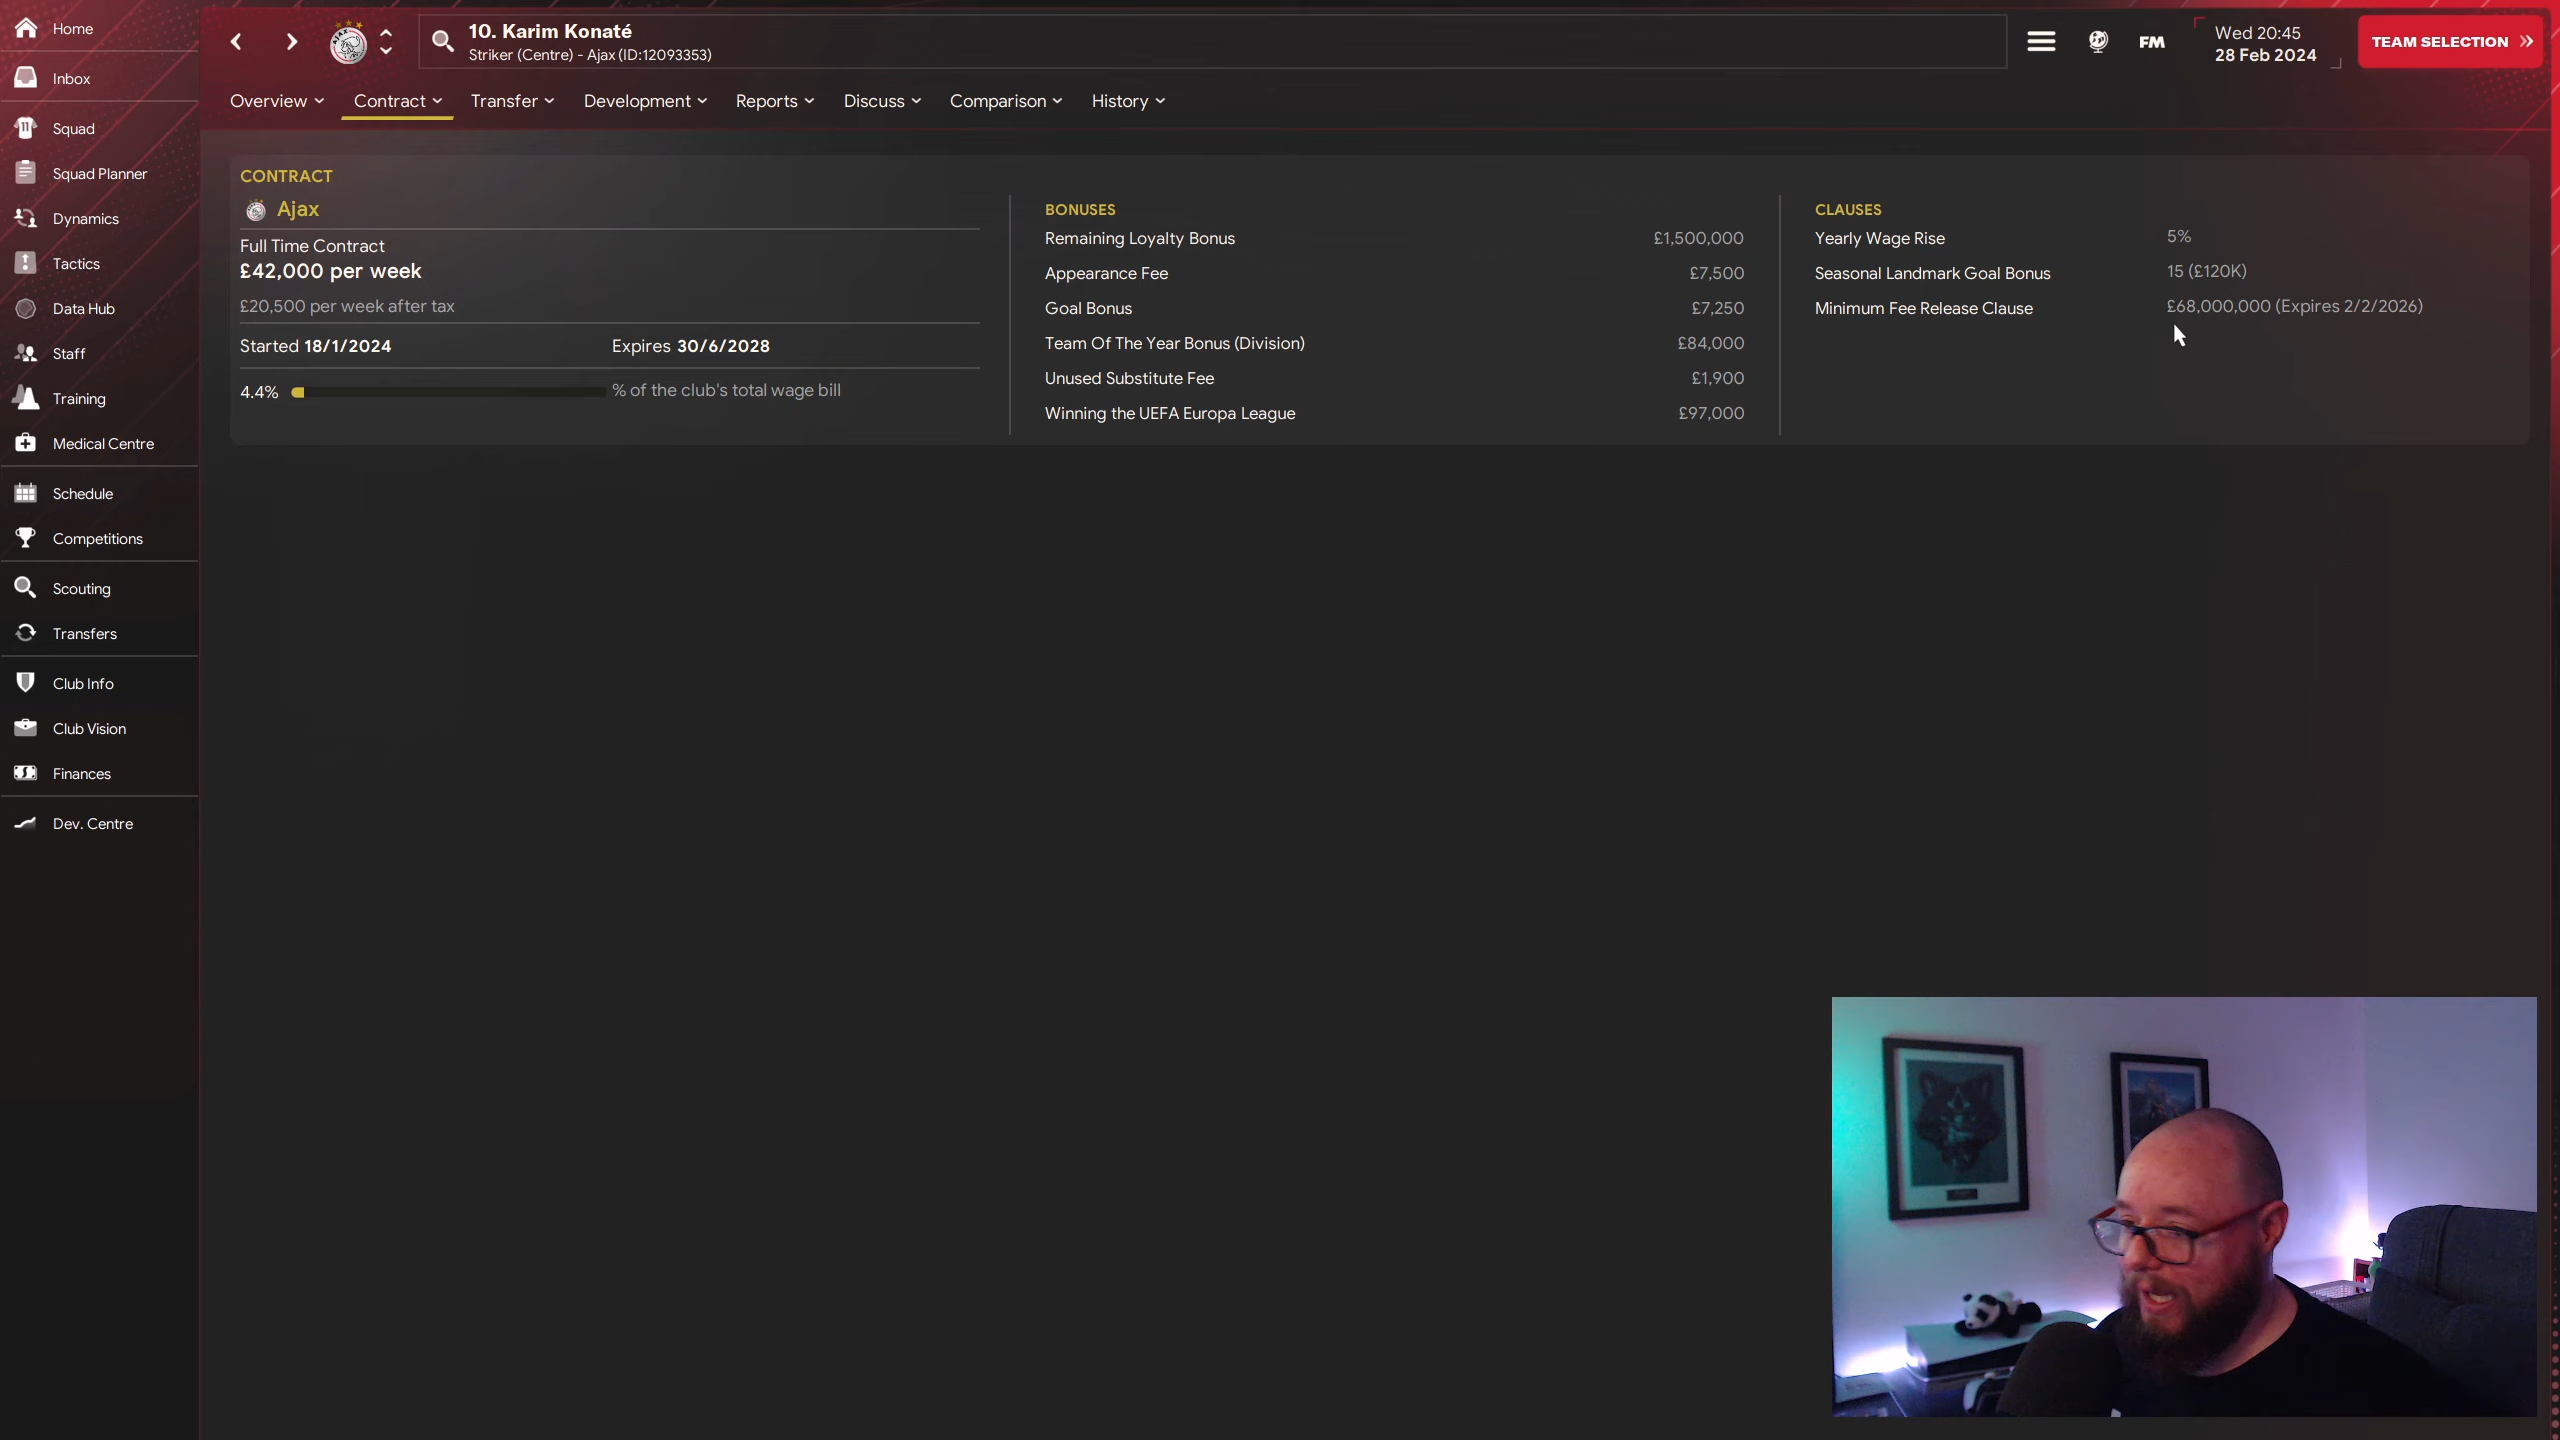 Home
Inbox
Squad
Squad Planner
Dynamics
Tactics
Data Hub
Staff
Training
Medical Centre
Schedule
Competitions
Scouting
Transfers
Club Info
Club Vision
Finances
Dev. Centre
10. Karim Konaté
Striker (Centre) - Ajax (ID:12093353)
FM
Wed 20:45
28 Feb 2024
TEAM SELECTION
Overview
Contract
Transfer
Development
Reports
Discuss
Comparison
History
CONTRACT
Ajax
Full Time Contract
£42,000 per week
£20,500 per week after tax
Started 18/1/2024 Expires 30/6/2028
4.4% % of the club's total wage bill
BONUSES
Remaining Loyalty Bonus £1,500,000
Appearance Fee £7,500
Goal Bonus £7,250
Team Of The Year Bonus (Division) £84,000
Unused Substitute Fee £1,900
Winning the UEFA Europa League £97,000
CLAUSES
Yearly Wage Rise 5%
Seasonal Landmark Goal Bonus 15 (£120K)
Minimum Fee Release Clause £68,000,000 (Expires 2/2/2026)